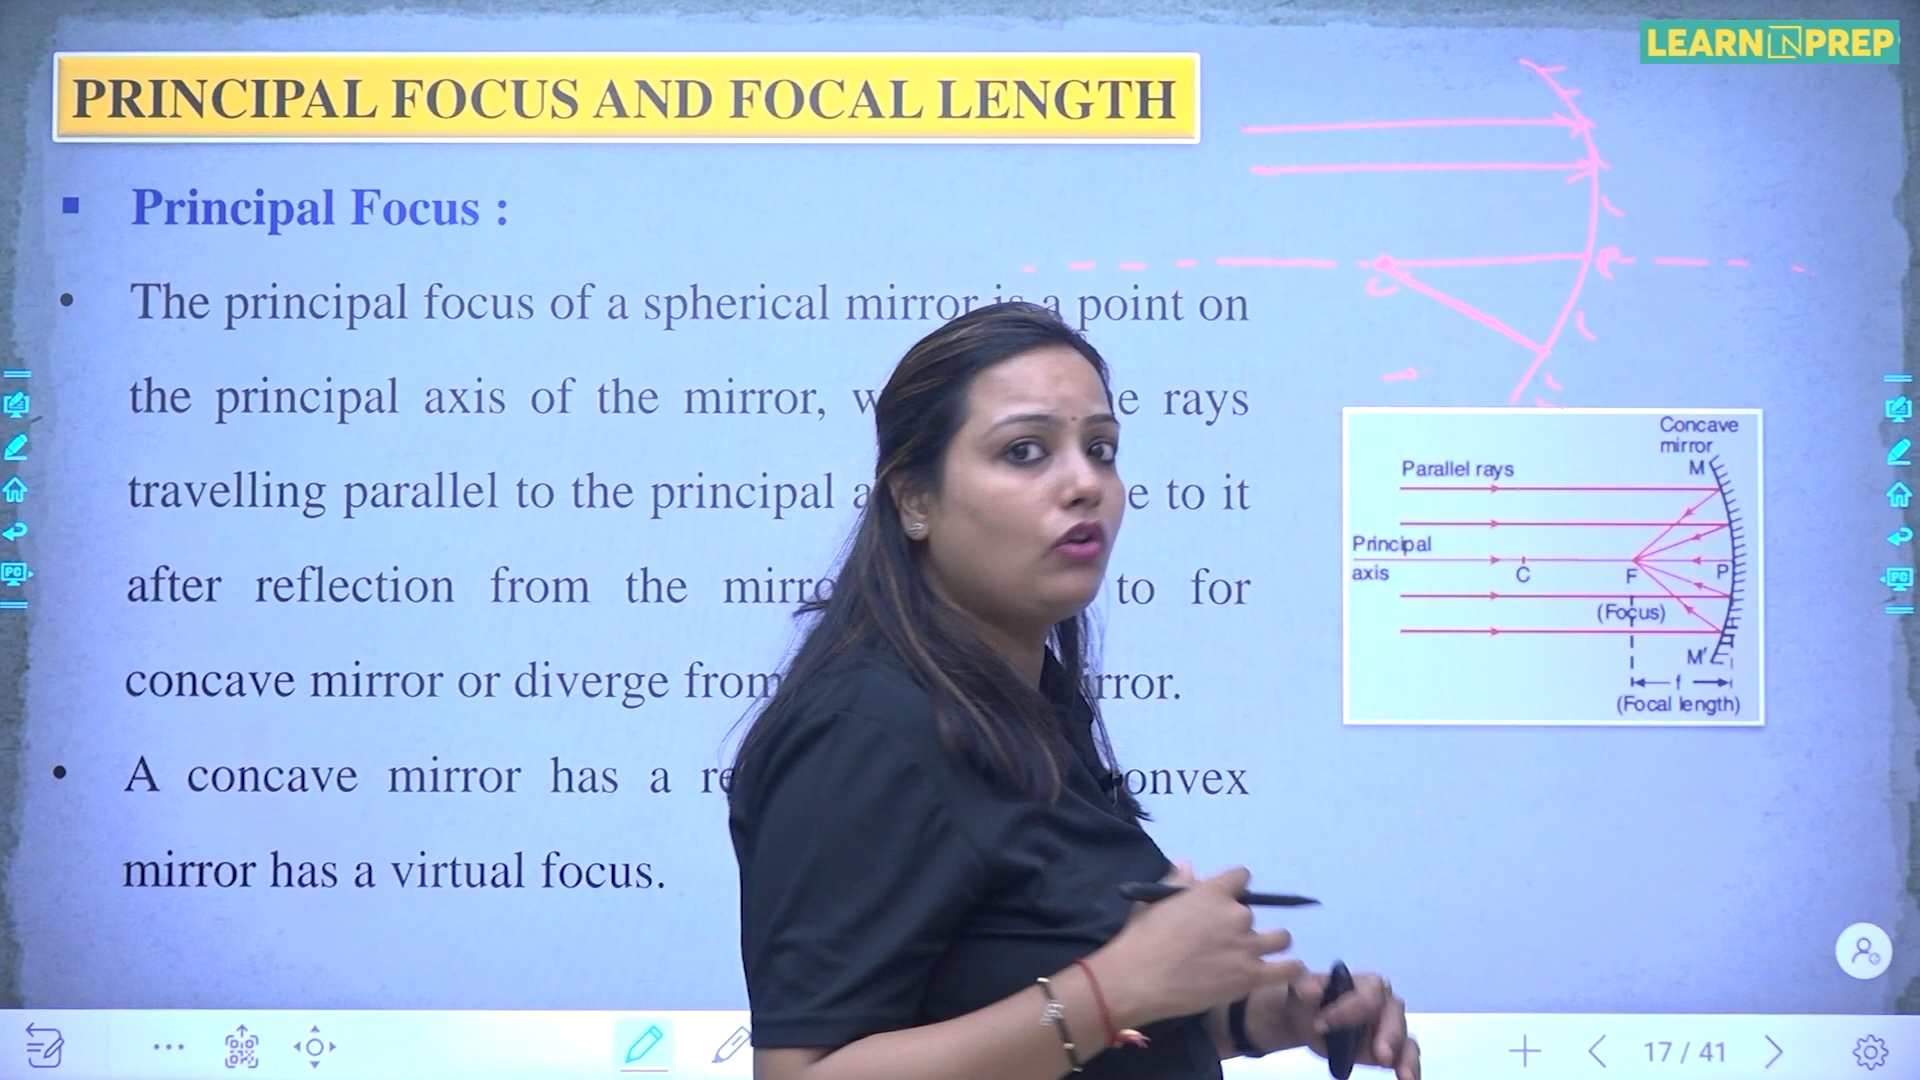 LEARN N PREP
PRINCIPAL FOCUS AND FOCAL LENGTH
Principal Focus :
The principal focus of a spherical mirror is a point on
the principal axis of the mirror, rays
travelling parallel to the principal to it
after reflection from the to for
concave mirror or diverge from
A concave mirror has a
mirror has a virtual focus.
C
P
Concave
mirror
M
Parallel rays
Principal
axis
C
F
P
(Focus)
M'
f
(Focal length)
PC
PC
17 / 41